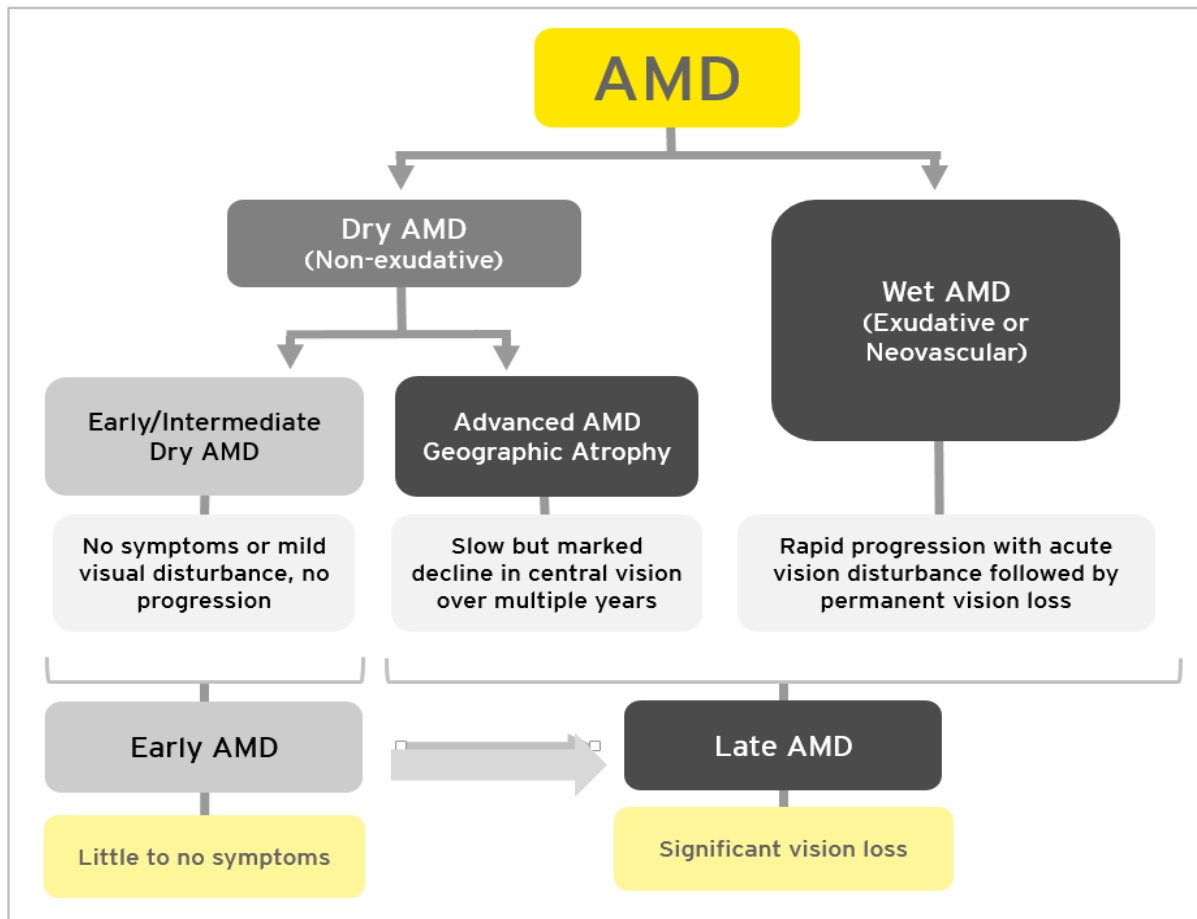 AMD
Dry AMD
(Non-exudative)
Wet AMD
(Exudative or
Neovascular)
Early/Intermediate
Dry AMD
Advanced AMD
Geographic Atrophy
No symptoms or mild
visual disturbance, no
progression
Slow but marked
decline in central vision
over multiple years
Rapid progression with acute
vision disturbance followed by
permanent vision loss
Early AMD
Late AMD
Little to no symptoms
Significant vision loss